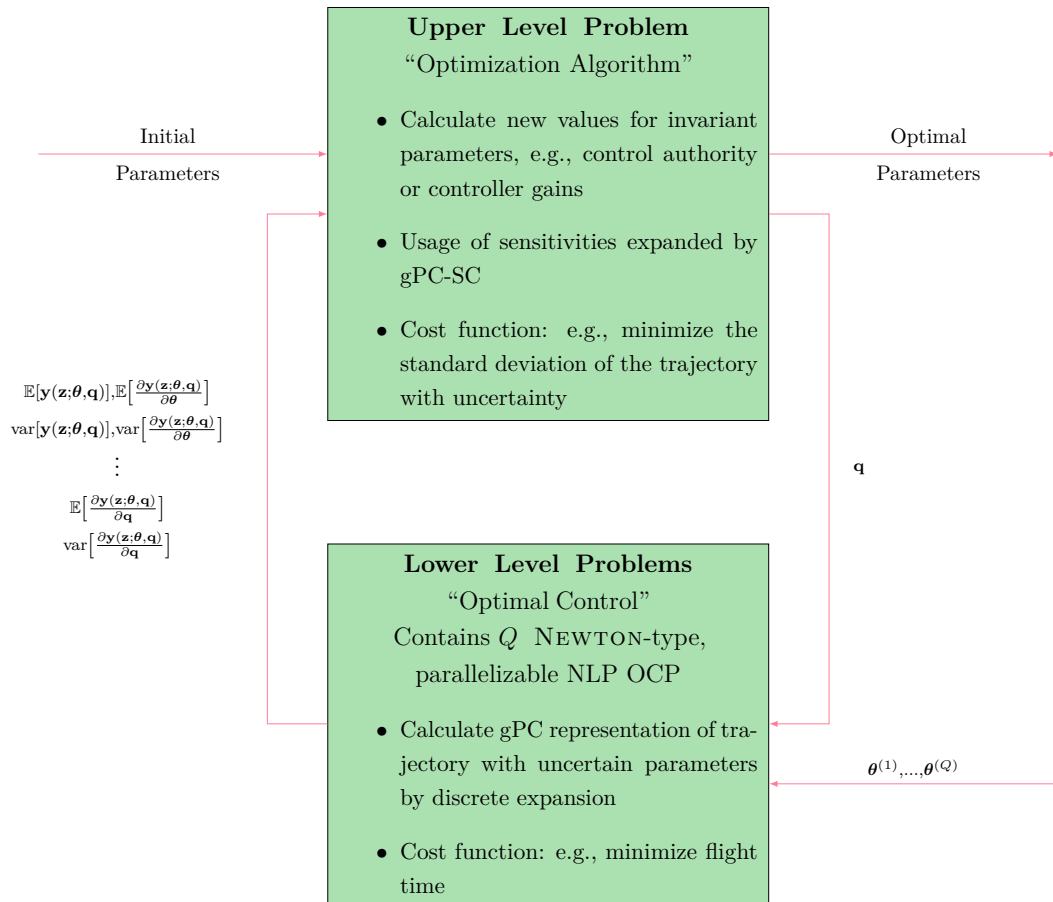 Upper Level Problem
“Optimization Algorithm”
• Calculate new values for invariant
parameters, e.g., control authority
or controller gains
• Usage of sensitivities expanded by
gPC-SC
• Cost function: e.g., minimize the
standard deviation of the trajectory
with uncertainty
Initial
Parameters
Optimal
Parameters
𝔼[𝐲(𝐳;𝜽,𝐪)],𝔼[∂𝐲(𝐳;𝜽,𝐪)/∂𝜽]
var[𝐲(𝐳;𝜽,𝐪)],var[∂𝐲(𝐳;𝜽,𝐪)/∂𝜽]
⋮
𝔼[∂𝐲(𝐳;𝜽,𝐪)/∂𝐪]
var[∂𝐲(𝐳;𝜽,𝐪)/∂𝐪]
𝐪
Lower Level Problems
“Optimal Control”
Contains Q NEWTON-type,
parallelizable NLP OCP
• Calculate gPC representation of tra-
jectory with uncertain parameters
by discrete expansion
• Cost function: e.g., minimize flight
time
𝜽^(1),...,𝜽^(Q)